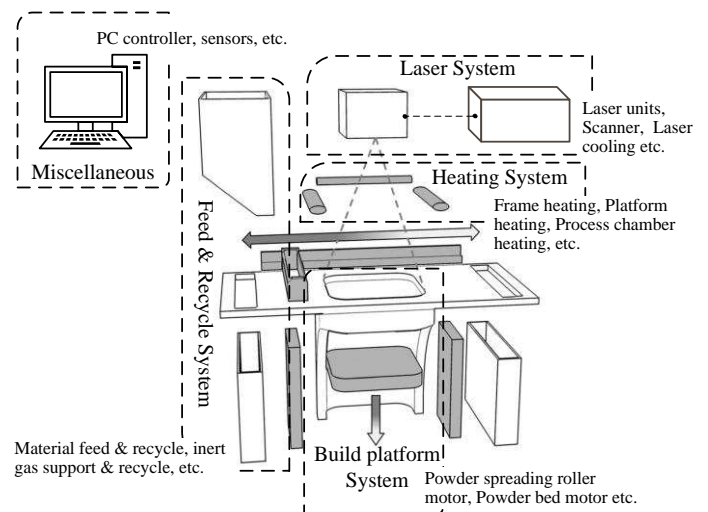 PC controller, sensors, etc.
Miscellaneous
Laser System
Laser units,
Scanner, Laser
cooling etc.
Heating System
Frame heating, Platform
heating, Process chamber
heating, etc.
Feed & Recycle System
Material feed & recycle, inert
gas support & recycle, etc.
Build platform
System
Powder spreading roller
motor, Powder bed motor etc.